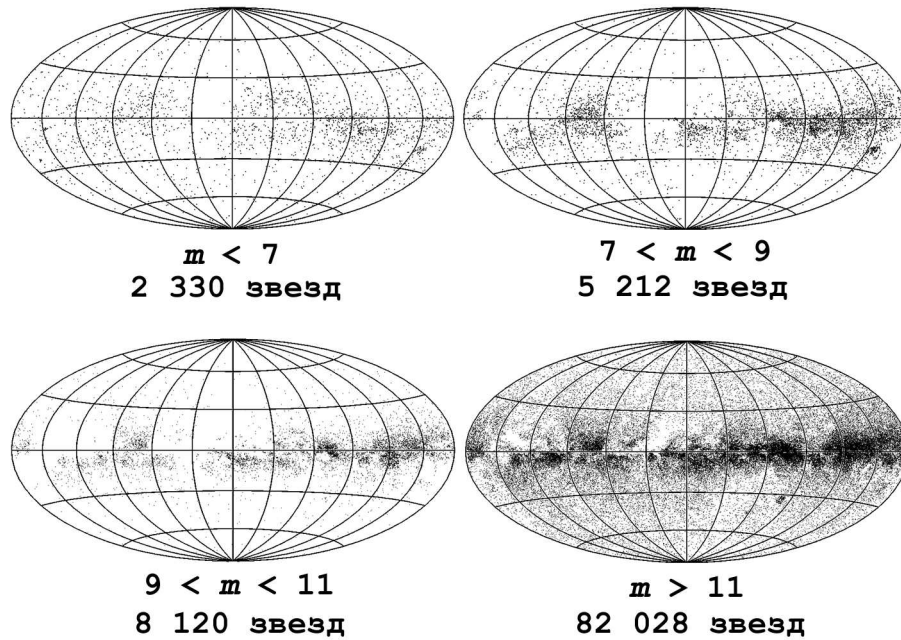 m < 7
2 330 звезд
7 < m < 9
5 212 звезд
9 < m < 11
8 120 звезд
m > 11
82 028 звезд